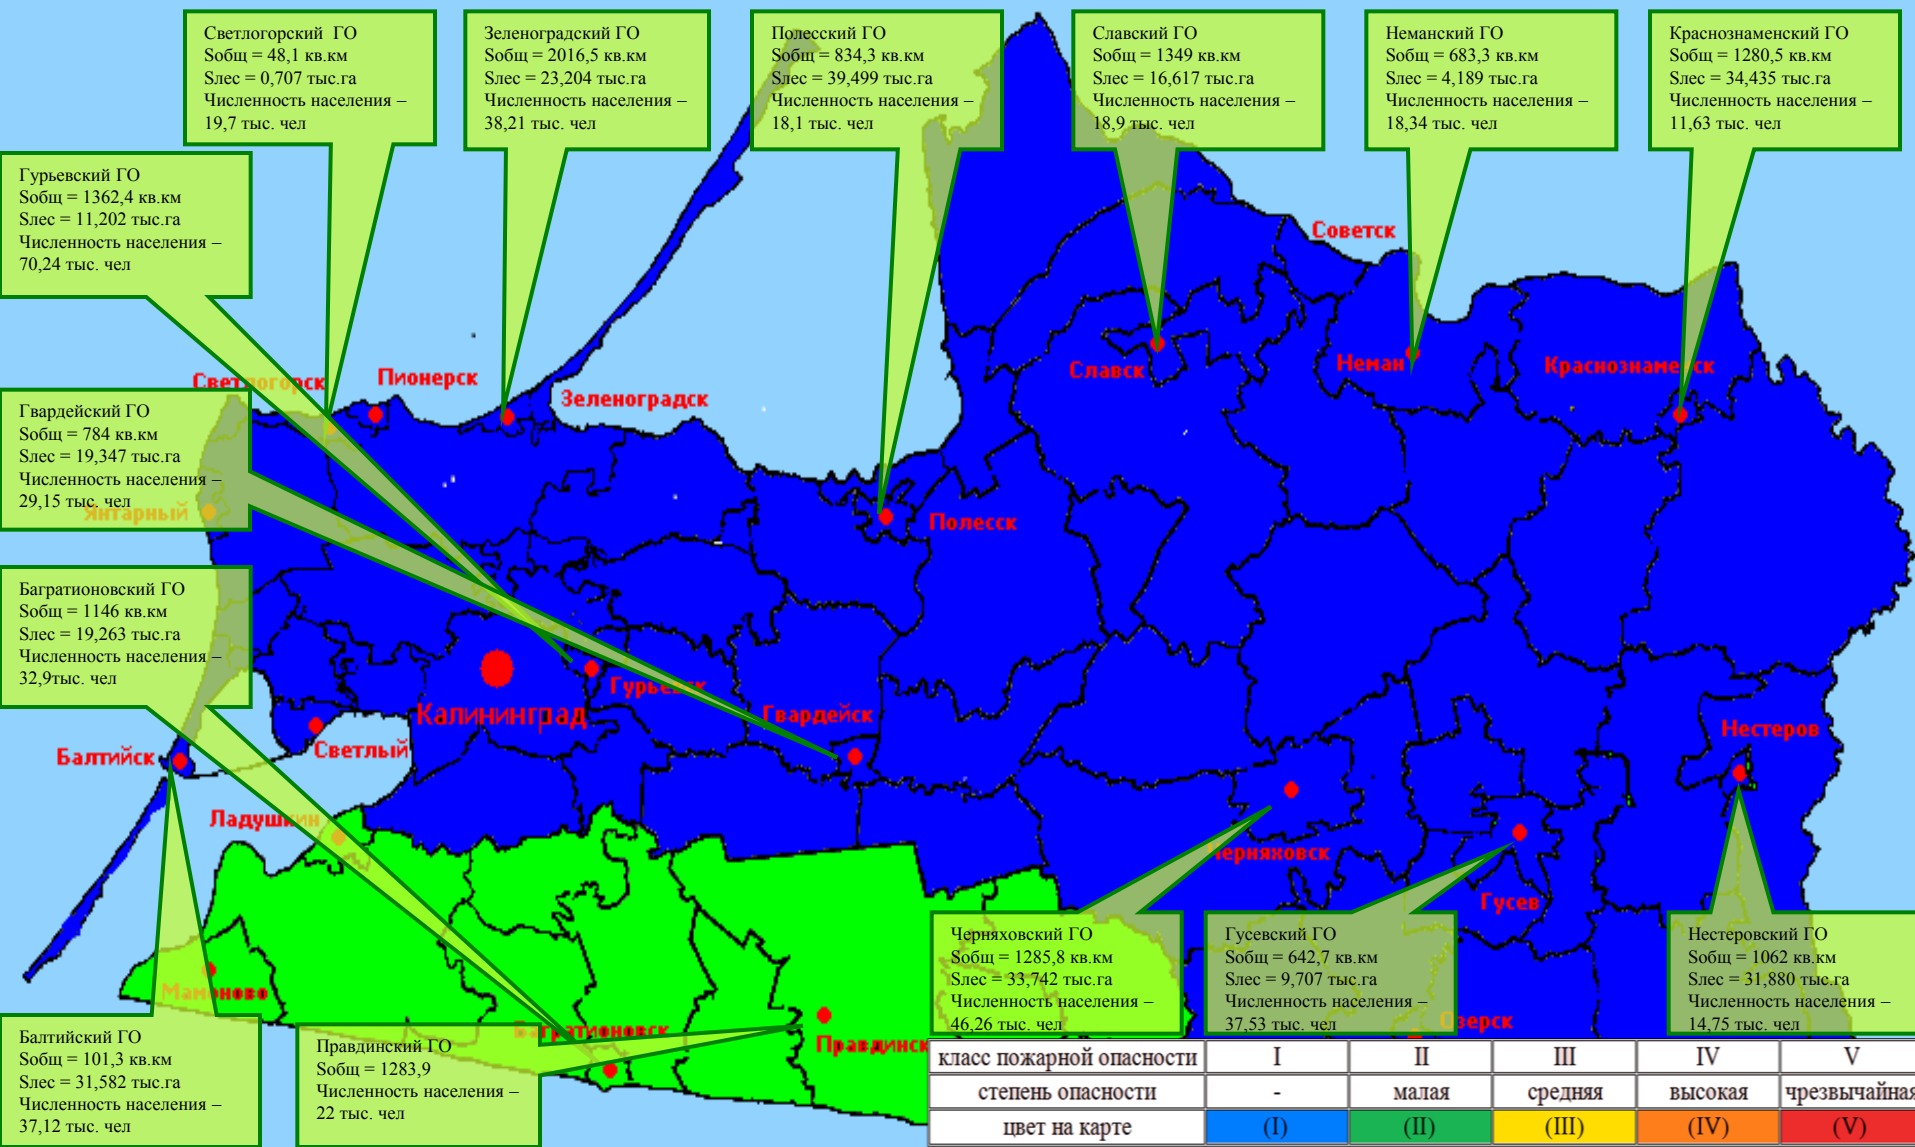 Светлогорский ГО
Sобщ = 48,1 кв.км
Sлес = 0,707 тыс.га
Численность населения –
19,7 тыс. чел
Зеленоградский ГО
Sобщ = 2016,5 кв.км
Sлес = 23,204 тыс.га
Численность населения –
38,21 тыс. чел
Полесский ГО
Sобщ = 834,3 кв.км
Sлес = 39,499 тыс.га
Численность населения –
18,1 тыс. чел
Славский ГО
Sобщ = 1349 кв.км
Sлес = 16,617 тыс.га
Численность населения –
18,9 тыс. чел
Неманский ГО
Sобщ = 683,3 кв.км
Sлес = 4,189 тыс.га
Численность населения –
18,34 тыс. чел
Краснознаменский ГО
Sобщ = 1280,5 кв.км
Sлес = 34,435 тыс.га
Численность населения –
11,63 тыс. чел
Гурьевский ГО
Sобщ = 1362,4 кв.км
Sлес = 11,202 тыс.га
Численность населения –
70,24 тыс. чел
Советск
Светлогорск
Пионерск
Зеленоградск
Славск
Неман
Краснознаменск
Гвардейский ГО
Sобщ = 784 кв.км
Sлес = 19,347 тыс.га
Численность населения –
29,15 тыс. чел
Янтарный
Полесск
Багратионовский ГО
Sобщ = 1146 кв.км
Sлес = 19,263 тыс.га
Численность населения –
32,9тыс. чел
Гурьевск
Калининград
Гвардейск
Нестеров
Светлый
Балтийск
Ладушкин
Черняховск
Гусев
Мамоново
Багратионовск
Правдинск
Озерск
Черняховский ГО
Sобщ = 1285,8 кв.км
Sлес = 33,742 тыс.га
Численность населения –
46,26 тыс. чел
Гусевский ГО
Sобщ = 642,7 кв.км
Sлес = 9,707 тыс.га
Численность населения –
37,53 тыс. чел
Нестеровский ГО
Sобщ = 1062 кв.км
Sлес = 31,880 тыс.га
Численность населения –
14,75 тыс. чел
Балтийский ГО
Sобщ = 101,3 кв.км
Sлес = 31,582 тыс.га
Численность населения –
37,12 тыс. чел
Правдинский ГО
Sобщ = 1283,9
Численность населения –
22 тыс. чел
класс пожарной опасности I II III IV V
степень опасности - малая средняя высокая чрезвычайная
цвет на карте (I) (II) (III) (IV) (V)